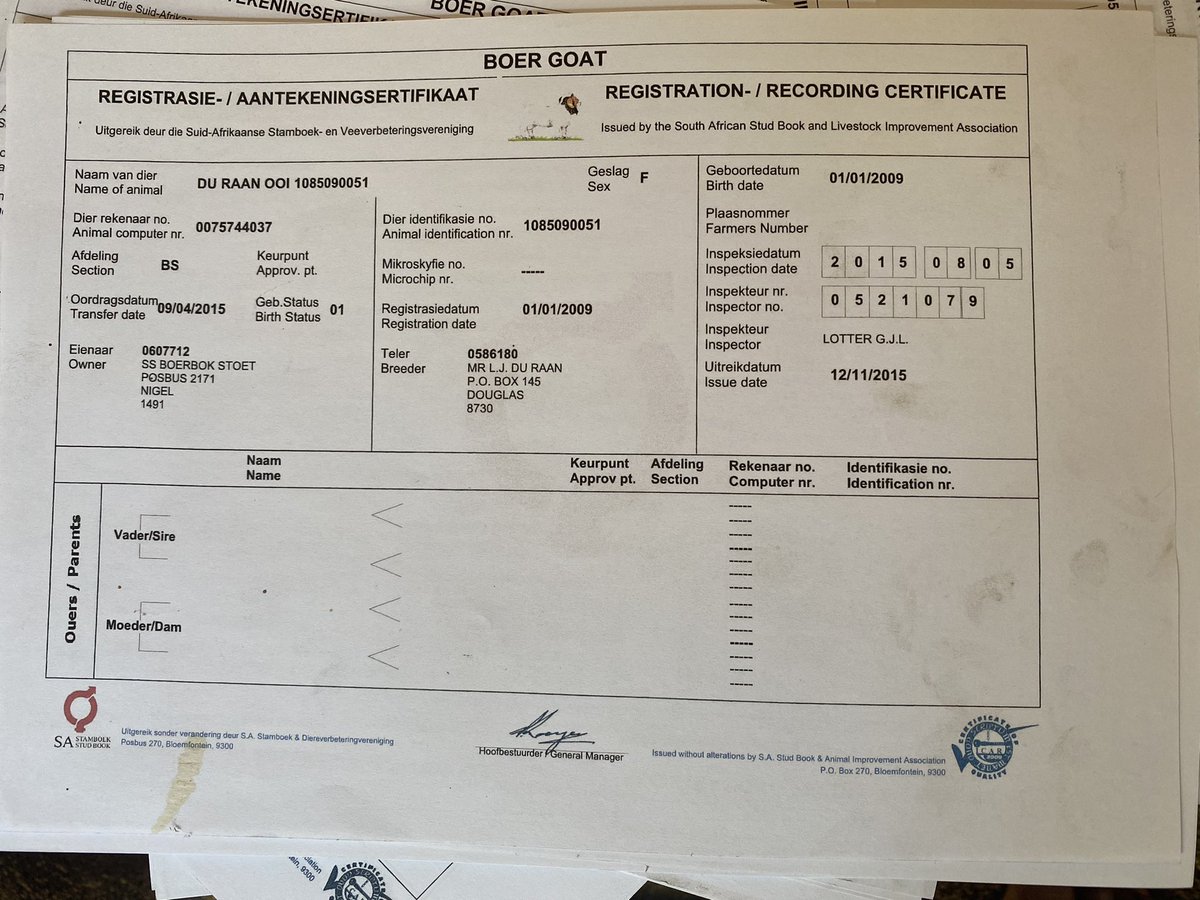 BOER GOAT
REGISTRASIE- / AANTEKENINGSERTIFIKAAT
Uitgereik deur die Suid-Afrikaanse Stamboek- en Veeverbeteringsvereniging
REGISTRATION- / RECORDING CERTIFICATE
Issued by the South African Stud Book and Livestock Improvement Association
Naam van dier
Name of animal
DU RAAN OOI 1085090051
Geslag
Sex
F
Dier rekenaar no.
Animal computer nr.
0075744037
Afdeling
Section
BS
Keurpunt
Approv. pt.
Oordragsdatum
Transfer date
09/04/2015
Geb.Status
Birth Status
01
Eienaar
Owner
0607712
SS BOERBOK STOET
POSBUS 2171
NIGEL
1491
Dier identifikasie no.
Animal identification nr.
1085090051
Mikroskyfie no.
Microchip nr.
-----
Registrasiedatum
Registration date
01/01/2009
Teler
Breeder
0586180
MR L.J. DU RAAN
P.O. BOX 145
DOUGLAS
8730
Geboortedatum
Birth date
01/01/2009
Plaasnommer
Farmers Number
Inspeksiedatum
Inspection date
2 0 1 5 0 8 0 5
Inspekteur nr.
Inspector no.
0 5 2 1 0 7 9
Inspekteur
Inspector
LOTTER G.J.L.
Uitreikdatum
Issue date
12/11/2015
Naam
Name
Keurpunt
Approv pt.
Afdeling
Section
Rekenaar no.
Computer nr.
Identifikasie no.
Identification nr.
Ouers / Parents
Vader/Sire
Moeder/Dam
-----
-----
-----
-----
-----
-----
-----
-----
-----
-----
-----
-----
SA STAMBOEK
STUD BOOK
Uitgereik sonder verandering deur S.A. Stamboek & Diereverbeteringvereniging
Posbus 270, Bloemfontein. 9300
Hoofbestuurder / General Manager
Issued without alterations by S.A. Stud Book & Animal Improvement Association
P.O. Box 270, Bloemfontein, 9300
CERTIFICATE OF
ICAR
QUALITY